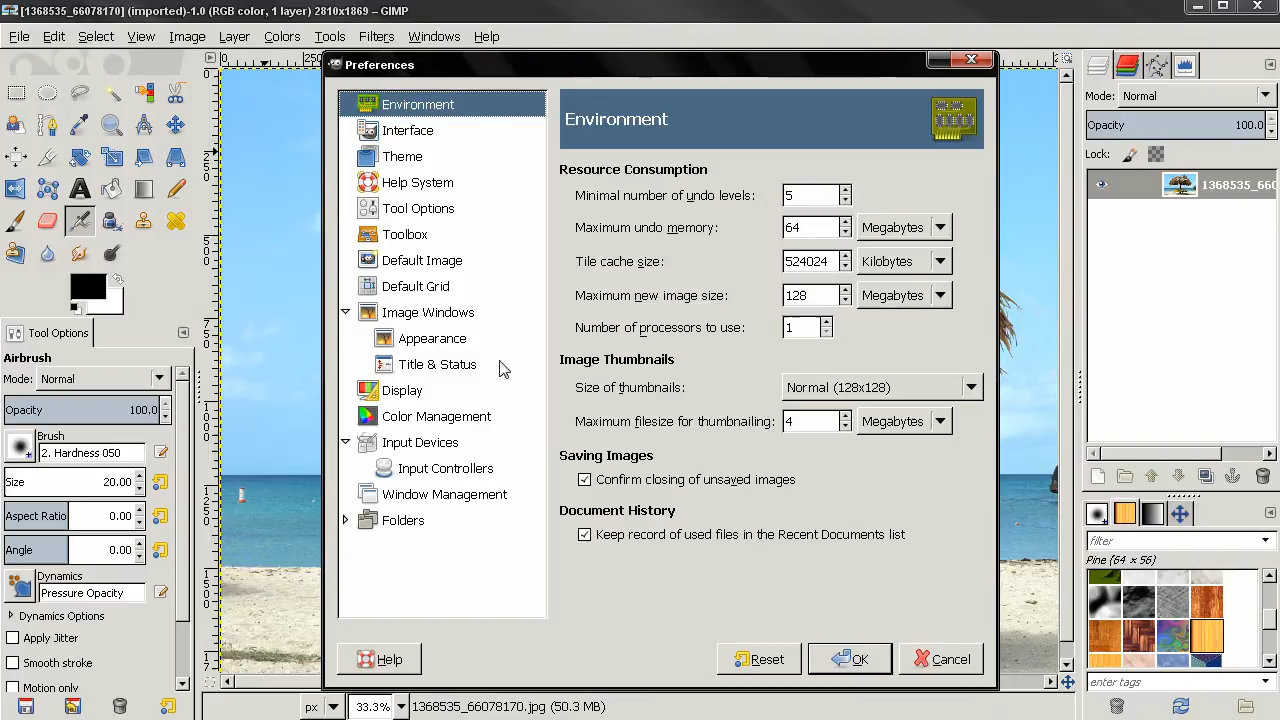 [1368535_66078170] (imported)-1.0 (RGB color, 1 layer) 2810x1869 – GIMP
File Edit Select View Image Layer Colors Tools Filters Windows Help
Preferences
Environment
Interface
Theme
Help System
Tool Options
Toolbox
Default Image
Default Grid
Image Windows
Appearance
Title & Status
Display
Color Management
Input Devices
Input Controllers
Window Management
Folders
Environment
Resource Consumption
Minimal number of undo levels: 5
Maximum undo memory: 64 Megabytes
Tile cache size: 524024 Kilobytes
Maximum new image size: 128 Megabytes
Number of processors to use: 1
Image Thumbnails
Size of thumbnails: Normal (128x128)
Maximum filesize for thumbnailing: 4 Megabytes
Saving Images
Confirm closing of unsaved images
Document History
Keep record of used files in the Recent Documents list
Help Reset OK Cancel
Tool Options
Airbrush
Mode: Normal
Opacity 100.0
Brush
2. Hardness 050
Size 20.00
Aspect Ratio 0.00
Angle 0.00
Dynamics
Pressure Opacity
Dynamics Options
Apply Jitter
Smooth stroke
Motion only
Mode: Normal
Opacity 100.0
Lock:
1368535_660
filter
Pine (64 × 56)
enter tags
px 33.3% 1368535_66078170.jpg (50.3 MB)